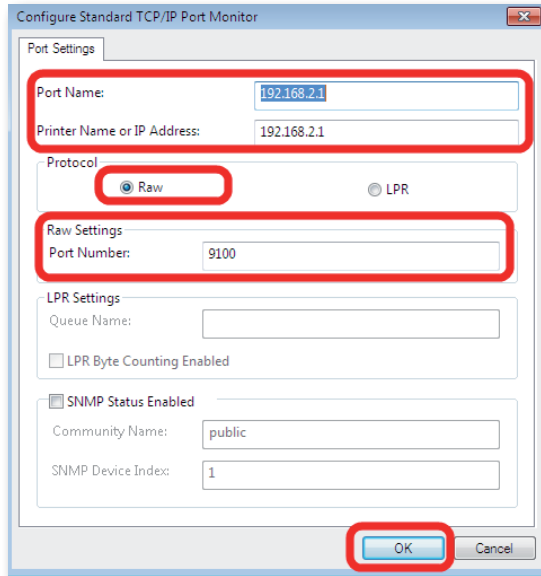 Configure Standard TCP/IP Port Monitor
Port Settings
Port Name: 192.168.2.1
Printer Name or IP Address: 192.168.2.1
Protocol
Raw LPR
Raw Settings
Port Number: 9100
LPR Settings
Queue Name:
LPR Byte Counting Enabled
SNMP Status Enabled
Community Name: public
SNMP Device Index: 1
OK Cancel